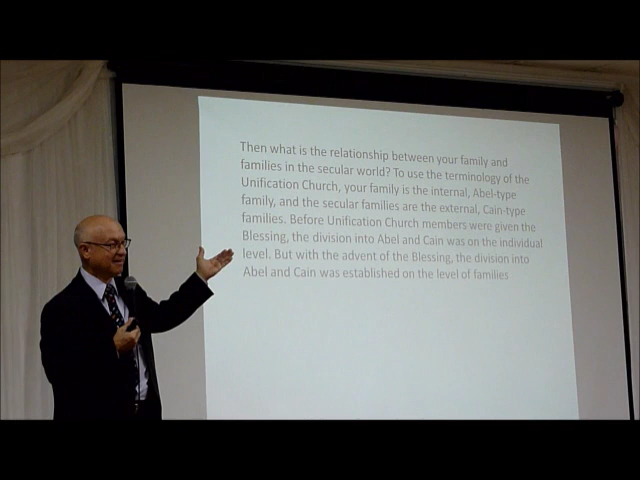 Then what is the relationship between your family and
families in the secular world? To use the terminology of the
Unification Church, your family is the internal, Abel-type
family, and the secular families are the external, Cain-type
families. Before Unification Church members were given the
Blessing, the division into Abel and Cain was on the individual
level. But with the advent of the Blessing, the division into
Abel and Cain was established on the level of families